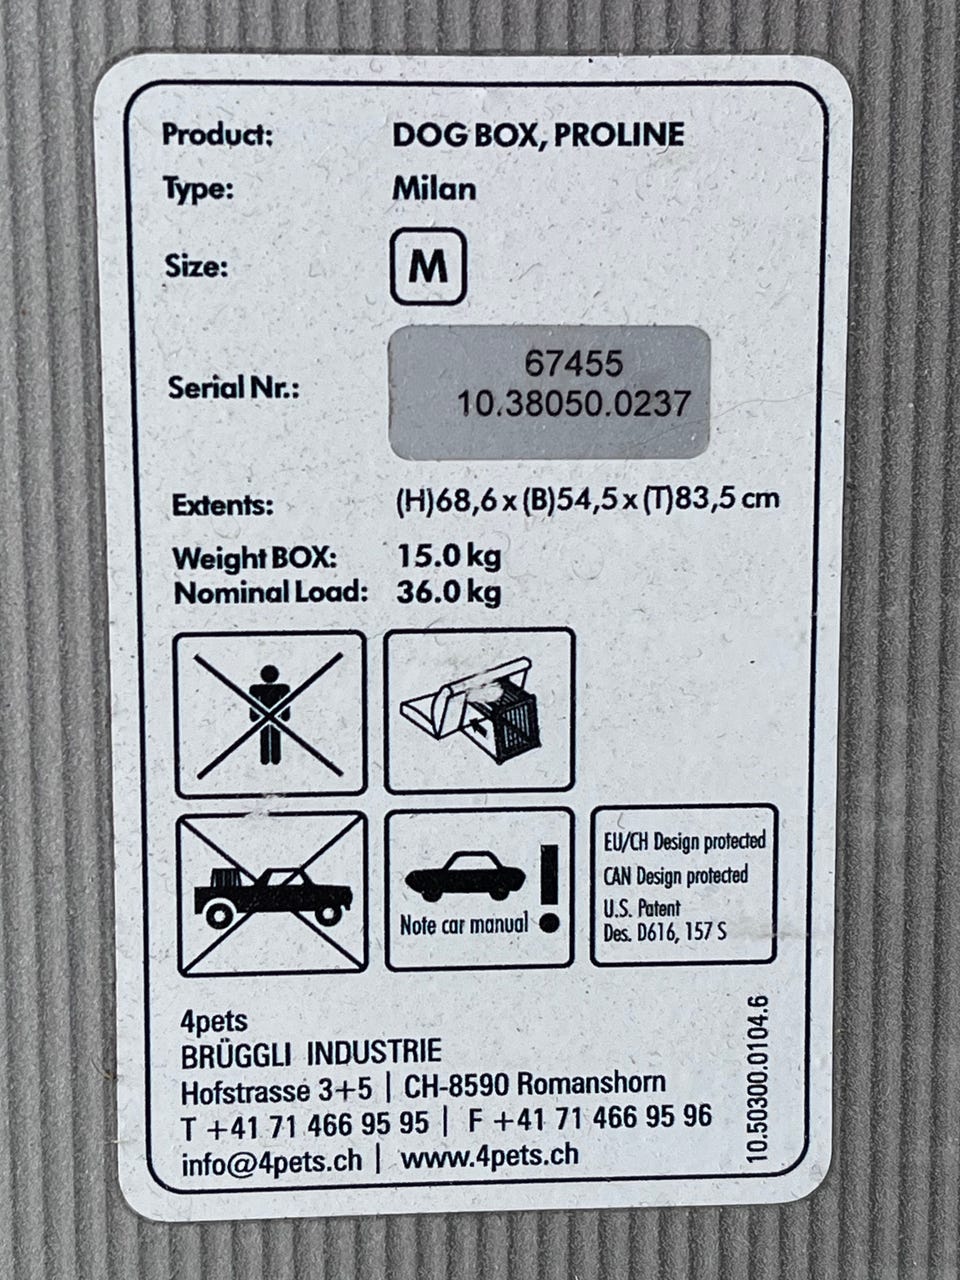 Product: DOG BOX, PROLINE
Type: Milan
Size: M
Serial Nr.: 67455
10.38050.0237
Extents: (H)68,6 x (B)54,5 x (T)83,5 cm
Weight BOX: 15.0 kg
Nominal Load: 36.0 kg
Note car manual
EU/CH Design protected
CAN Design protected
U.S. Patent
Des. D616, 157 S
4pets
BRÜGGLI INDUSTRIE
Hofstrasse 3+5 | CH-8590 Romanshorn
T +41 71 466 95 95 | F +41 71 466 95 96
info@4pets.ch | www.4pets.ch
10.50300.0104.6